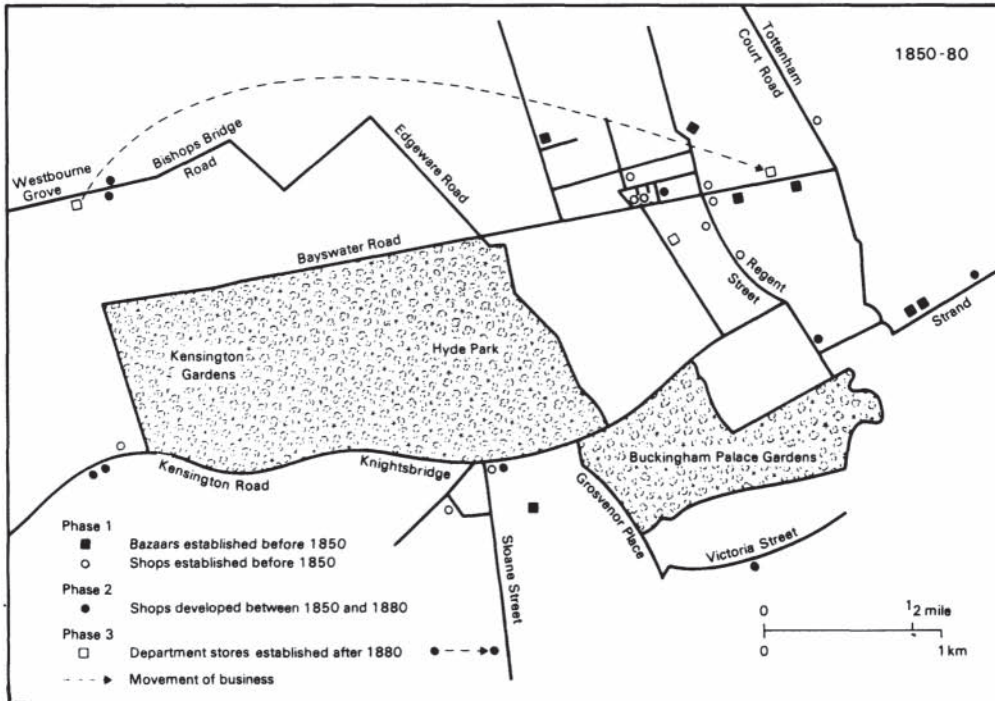 1850-80
Tottenham
Court Road
Westbourne
Grove
Bishops Bridge
Road
Edgeware Road
Bayswater Road
Regent
Street
Strand
Kensington
Gardens
Hyde Park
Buckingham Palace Gardens
Kensington Road
Knightsbridge
Grosvenor Place
Victoria Street
Sloane Street
Phase 1
Bazaars established before 1850
Shops established before 1850
Phase 2
Shops developed between 1850 and 1880
Phase 3
Department stores established after 1880
Movement of business
0 1/2 mile
0 1km